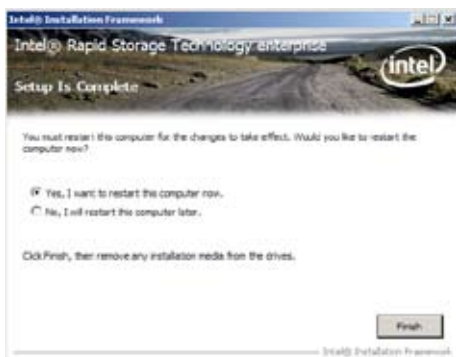 Intel® Installation Framework
Intel® Rapid Storage Technology enterprise
intel
Setup Is Complete
You must restart this computer for the changes to take effect. Would you like to restart the
computer now?
Yes, I want to restart this computer now.
No, I will restart this computer later.
Click Finish, then remove any installation media from the drives.
Finish
Intel® Installation Framework